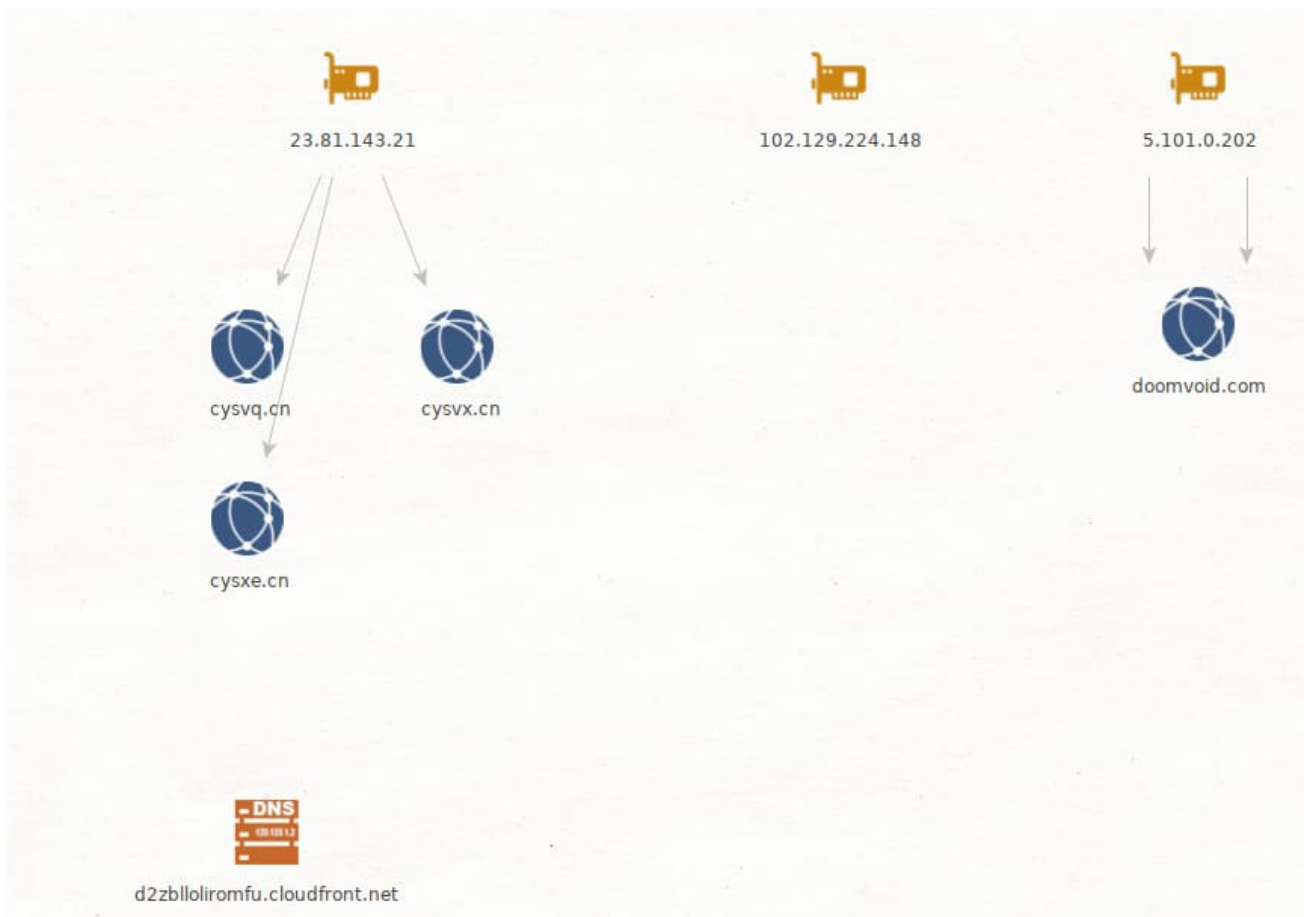 23.81.143.21
102.129.224.148
5.101.0.202
cysvq.cn
cysvx.cn
doomvoid.com
cysxe.cn
DNS
d2zblloliromfu.cloudfront.net